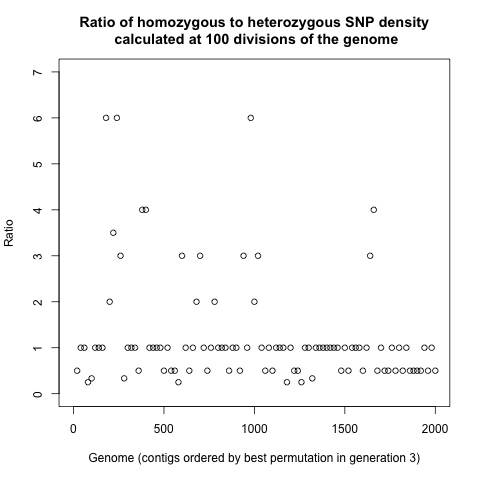 Ratio of homozygous to heterozygous SNP density
calculated at 100 divisions of the genome
Ratio
7
6
5
4
3
2
1
0
0 500 1000 1500 2000
Genome (contigs ordered by best permutation in generation 3)